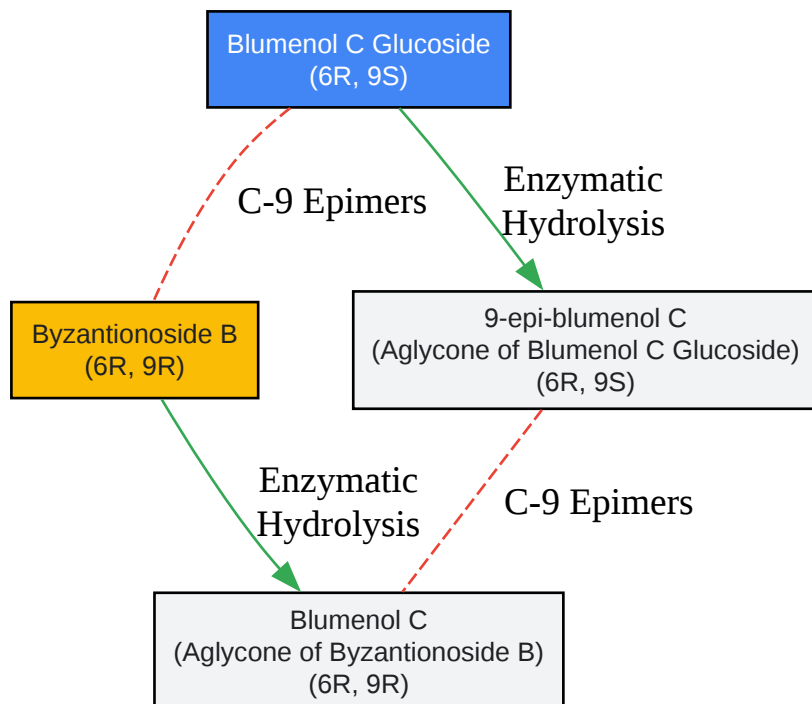 Blumenol C Glucoside
(6R, 9S)
C-9 Epimers
Enzymatic
Hydrolysis
Byzantionoside B
(6R, 9R)
9-epi-blumenol C
(Aglycone of Blumenol C Glucoside)
(6R, 9S)
Enzymatic
Hydrolysis
C-9 Epimers
Blumenol C
(Aglycone of Byzantionoside B)
(6R, 9R)